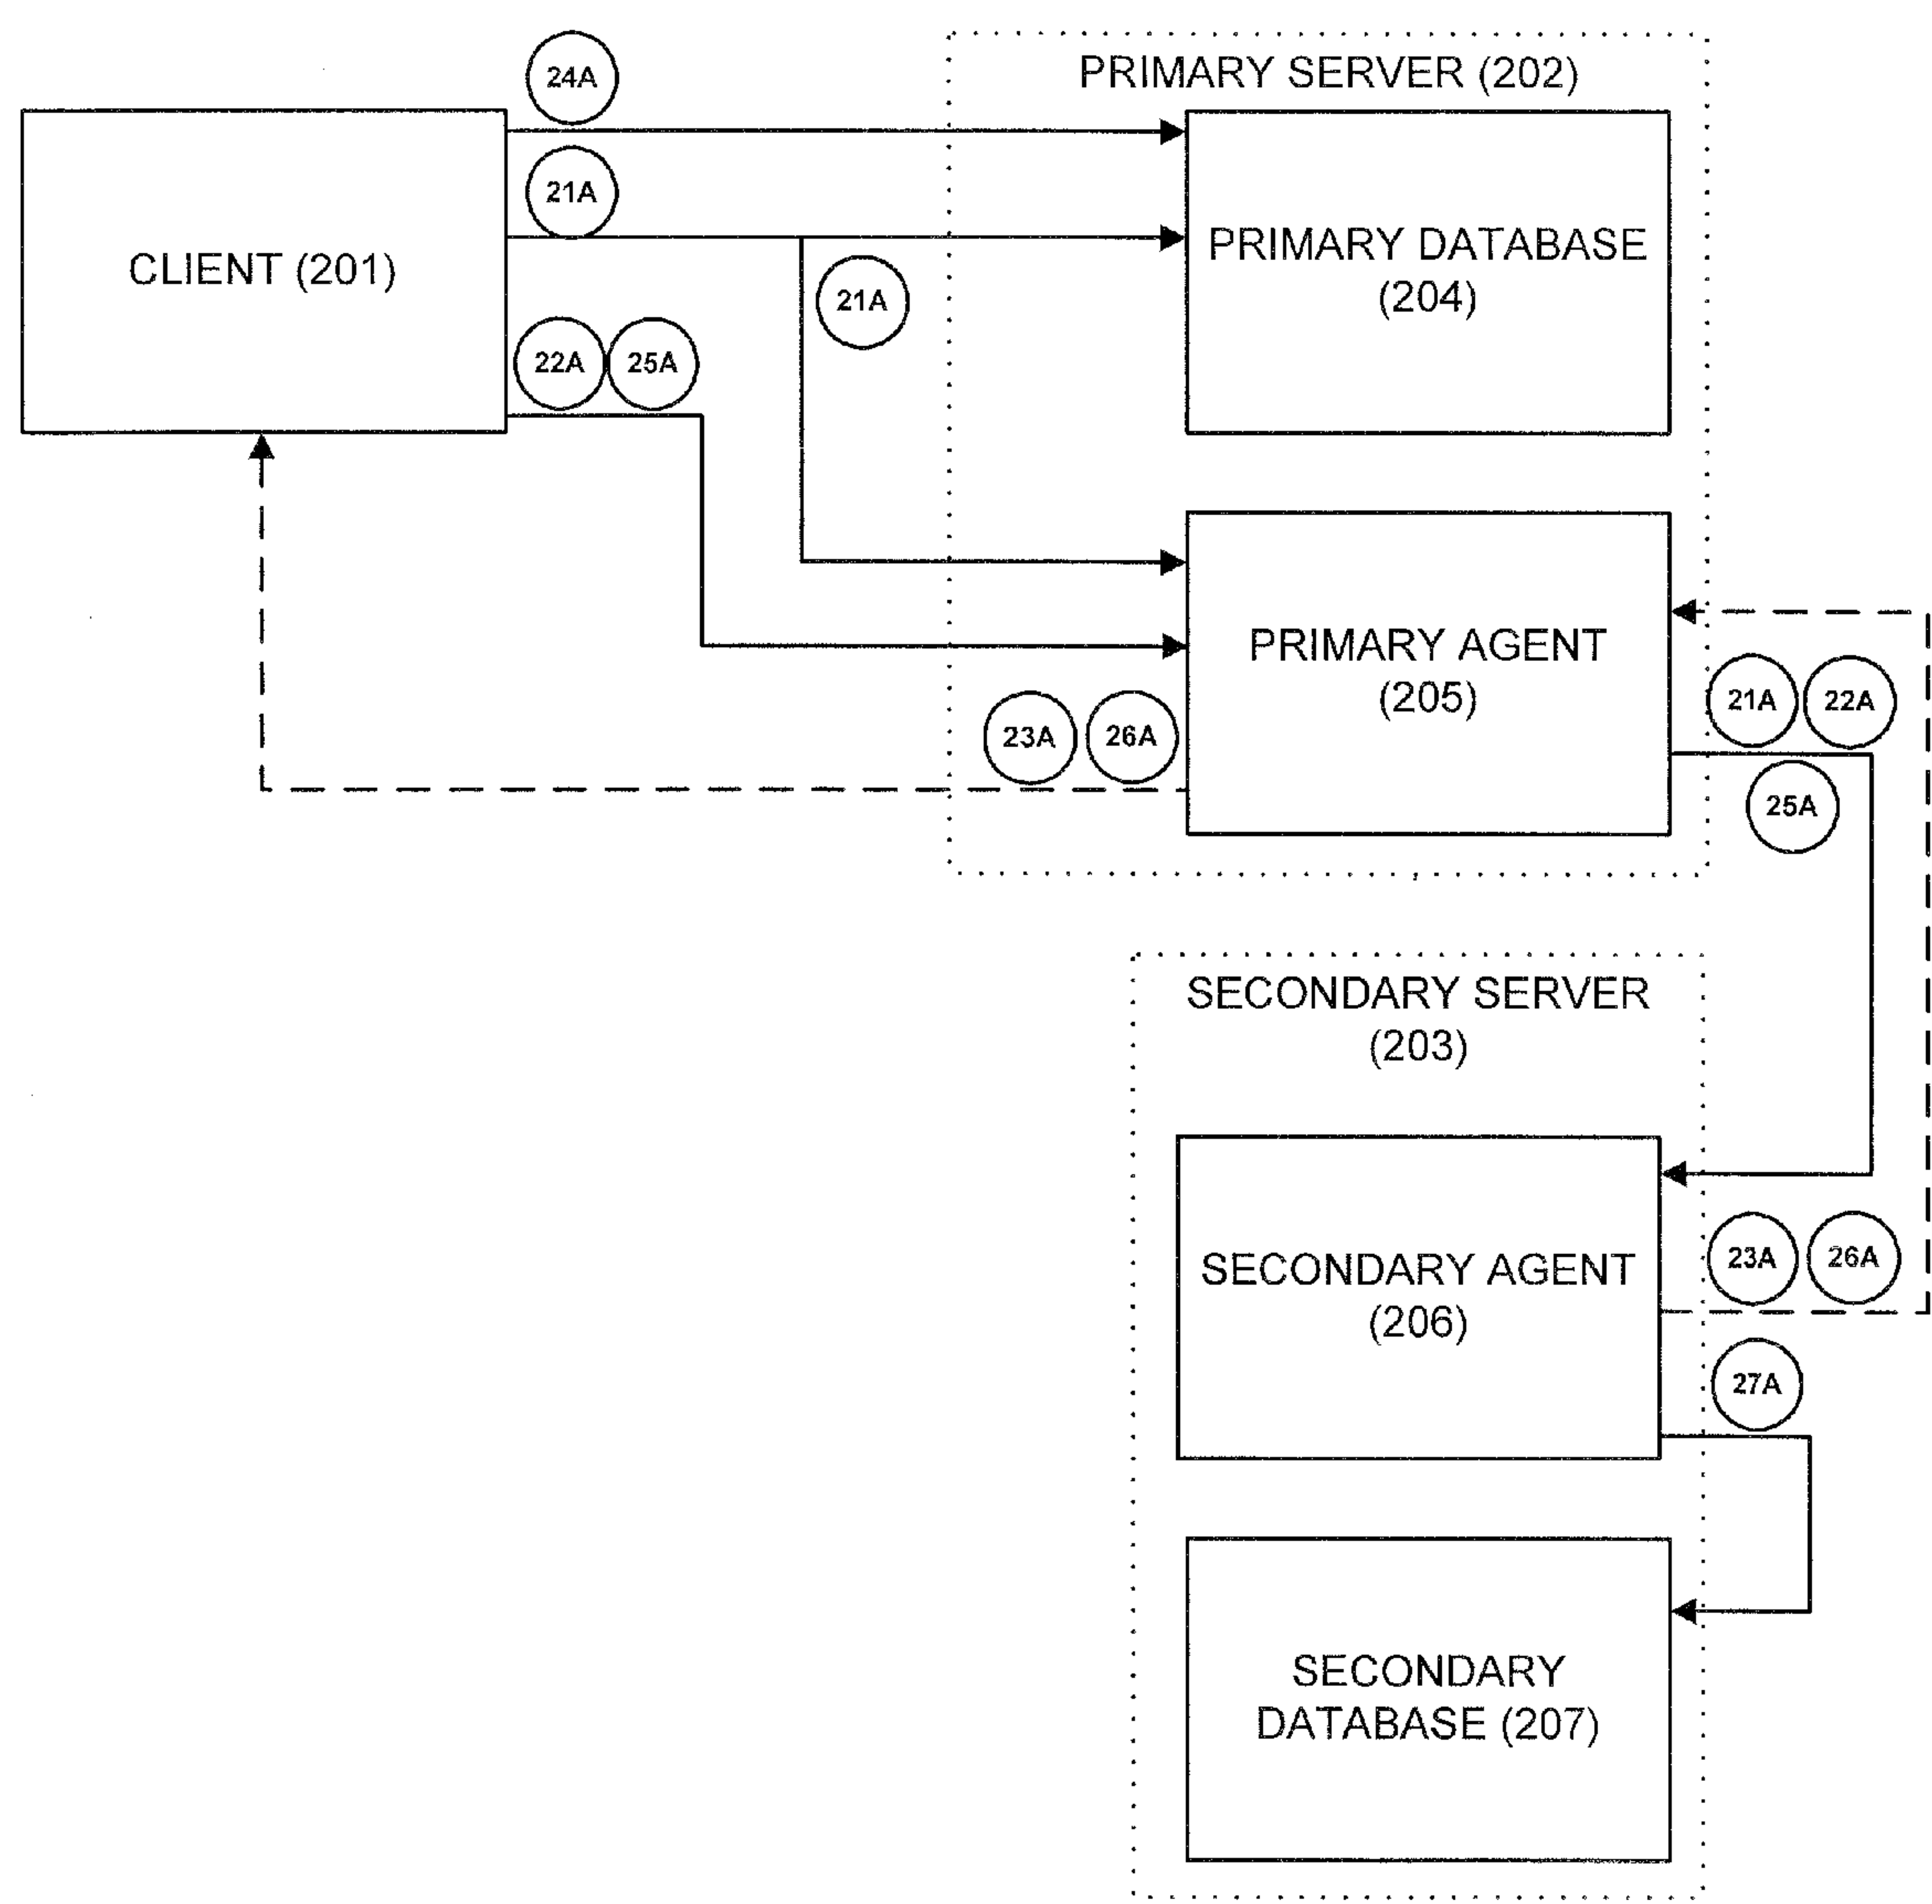 24A
PRIMARY SERVER (202)
21A
CLIENT (201)
PRIMARY DATABASE
(204)
21A
22A
25A
PRIMARY AGENT
(205)
23A
26A
21A
22A
25A
SECONDARY SERVER
(203)
SECONDARY AGENT
(206)
23A
26A
27A
SECONDARY
DATABASE (207)